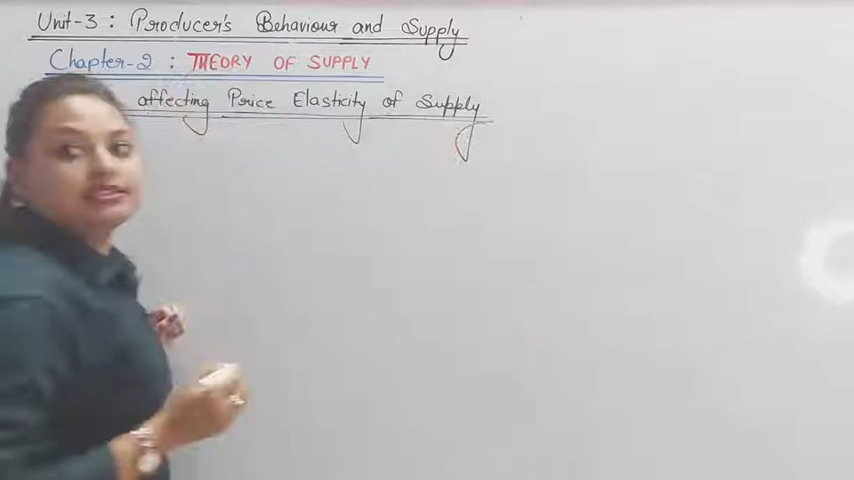 Unit-3 : Producer's Behaviour and Supply
Chapter-2 : THEORY OF SUPPLY
affecting Price Elasticity of Supply